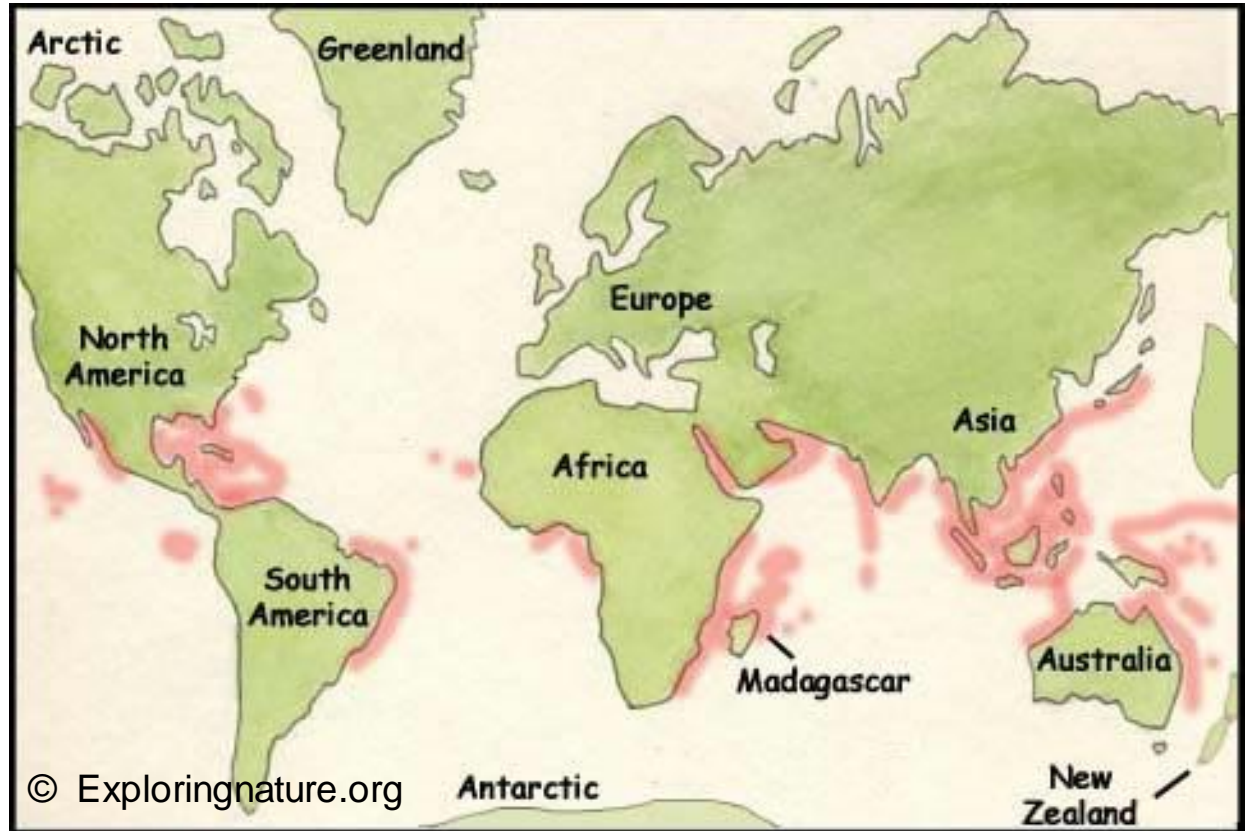 Arctic
Greenland
Europe
North
America
Asia
Africa
South
America
Madagascar
Australia
© Exploringnature.org
Antarctic
New
Zealand